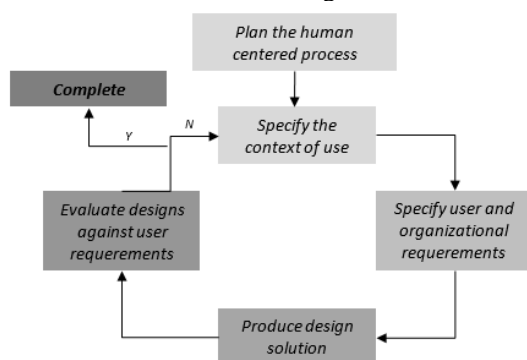 Plan the human
centered process
Complete
Y
N
Specify the
context of use
Evaluate designs
against user
requerements
Specify user and
organizational
requerements
Produce design
solution